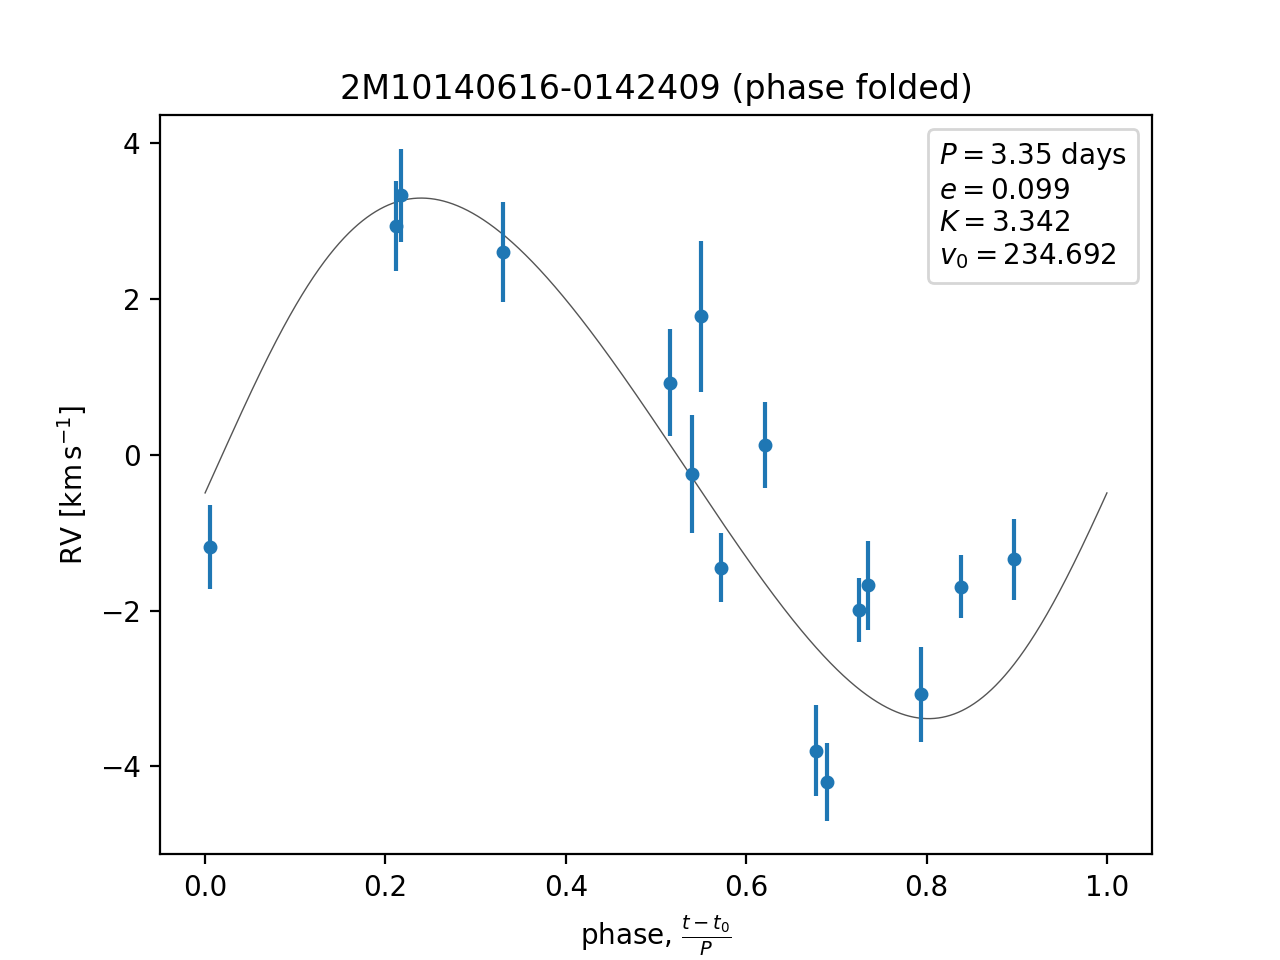 2M10140616-0142409 (phase folded)
P = 3.35 days
e = 0.099
K = 3.342
v₀ = 234.692
RV [km s⁻¹]
4
2
0
−2
−4
0.0 0.2 0.4 0.6 0.8 1.0
phase, (t − t₀)/P